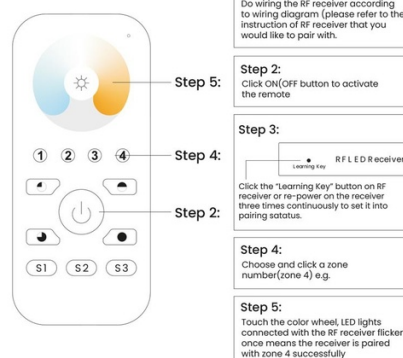 Do wiring the RF receiver according
to wiring diagram (please refer to the
instruction of RF receiver that you
would like to pair with.
Step 5:
Step 2:
Click ON(OFF button to activate
the remote
Step 3:
1 2 3 4
Step 4:
Learning Key
RF LED Receiver
Click the "Learning Key" button on RF
receiver or re-power on the receiver
three times continuously to set it into
pairing satatus.
Step 2:
Step 4:
Choose and click a zone
number(zone 4) e.g.
S1 S2 S3
Step 5:
Touch the color wheel, LED lights
connected with the RF receiver flicker
once means the receiver is paired
with zone 4 successfully